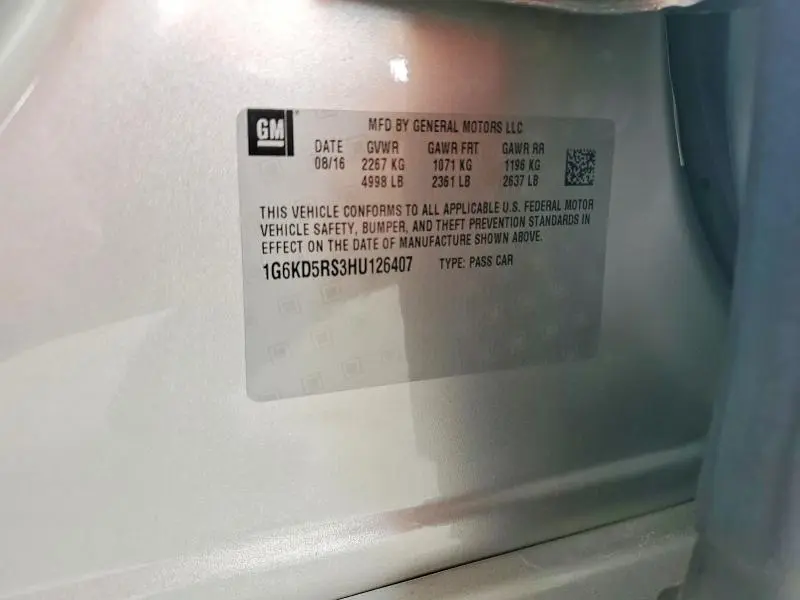 GM
MFD BY GENERAL MOTORS LLC
DATE GVWR GAWR FRT GAWR RR
08/16 2267 KG 1071 KG 1196 KG
4998 LB 2361 LB 2637 LB
THIS VEHICLE CONFORMS TO ALL APPLICABLE U.S. FEDERAL MOTOR
VEHICLE SAFETY, BUMPER, AND THEFT PREVENTION STANDARDS IN
EFFECT ON THE DATE OF MANUFACTURE SHOWN ABOVE.
1G6KD5RS3HU126407 TYPE: PASS CAR